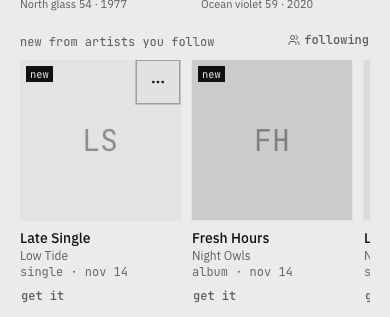 North glass 54 · 1977
Ocean violet 59 · 2020
new from artists you follow
following
new
...
new
LS
FH
Late Single
Fresh Hours
L
Low Tide
Night Owls
N
single · nov 14
album · nov 14
s
get it
get it
g